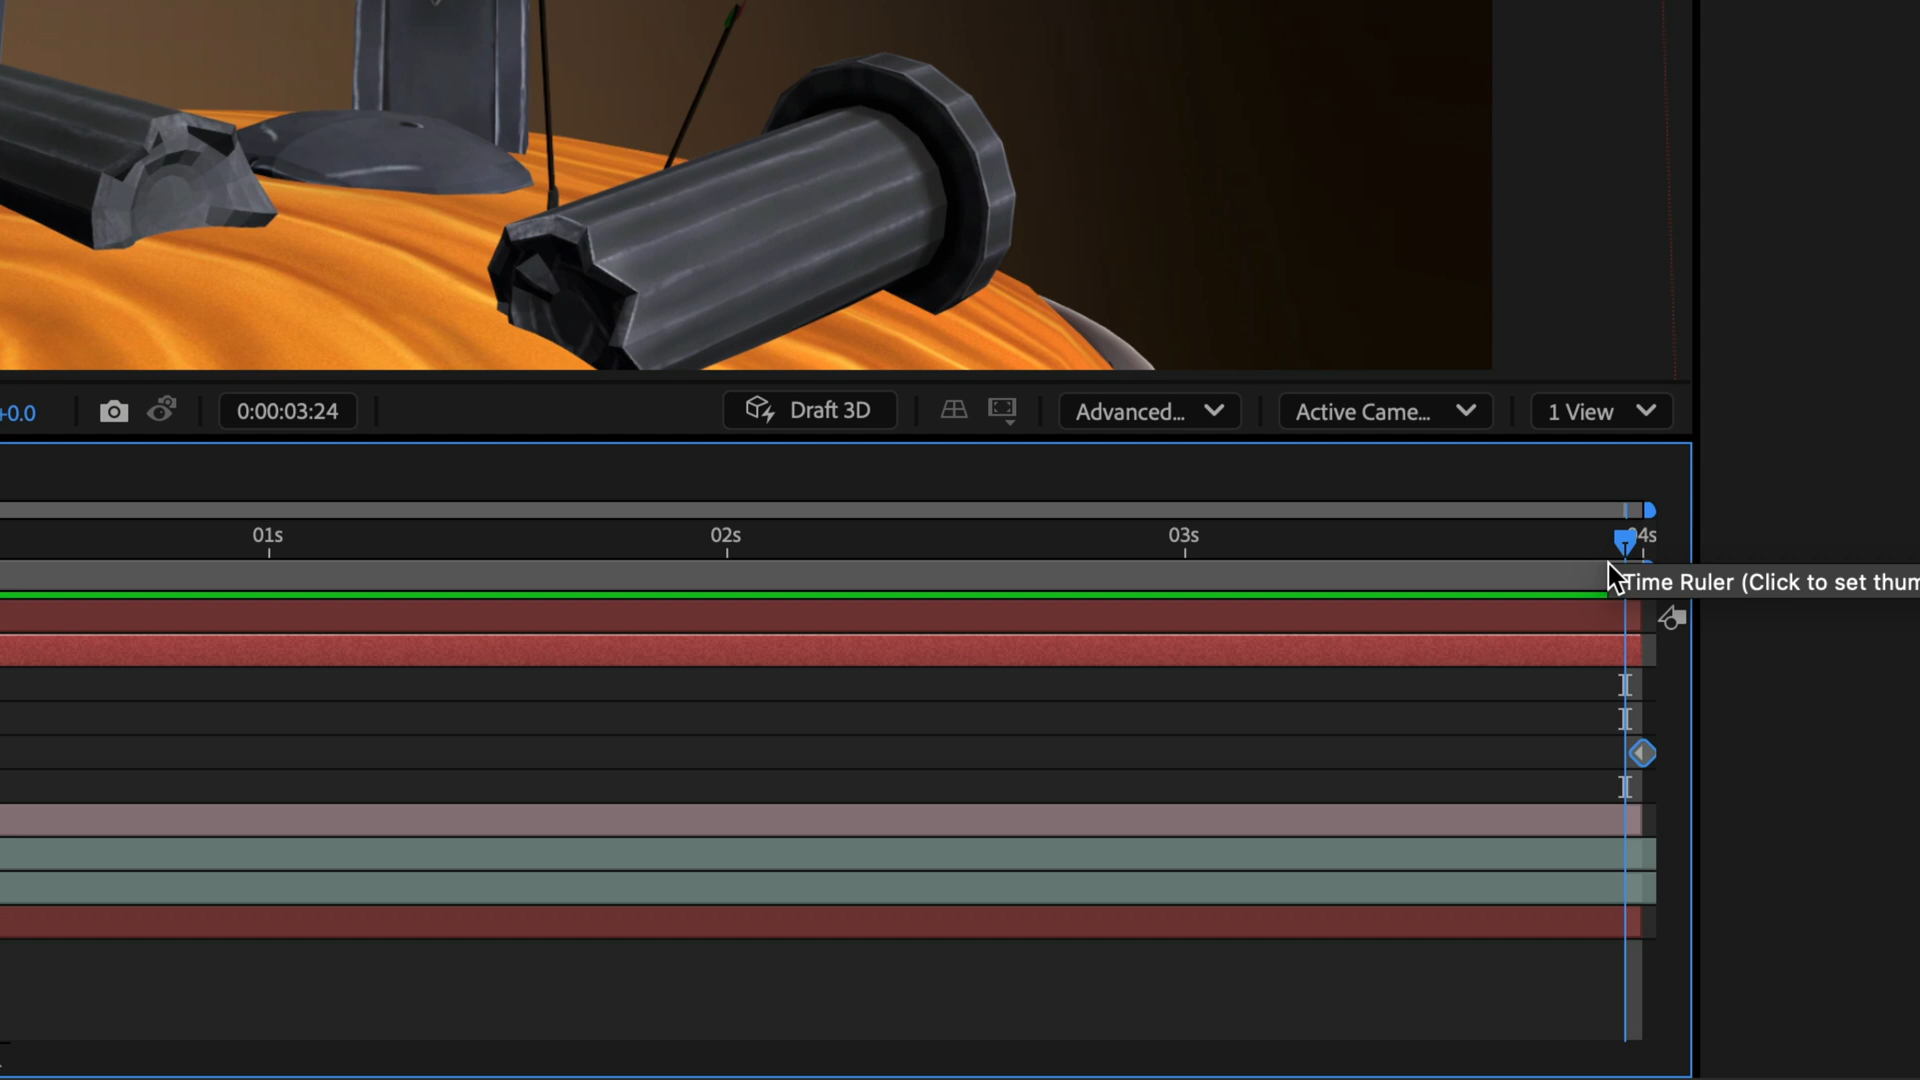 +0.0
0:00:03:24
Draft 3D
Advanced...
Active Came...
1 View
01s
02s
03s
4s
Time Ruler (Click to set thum